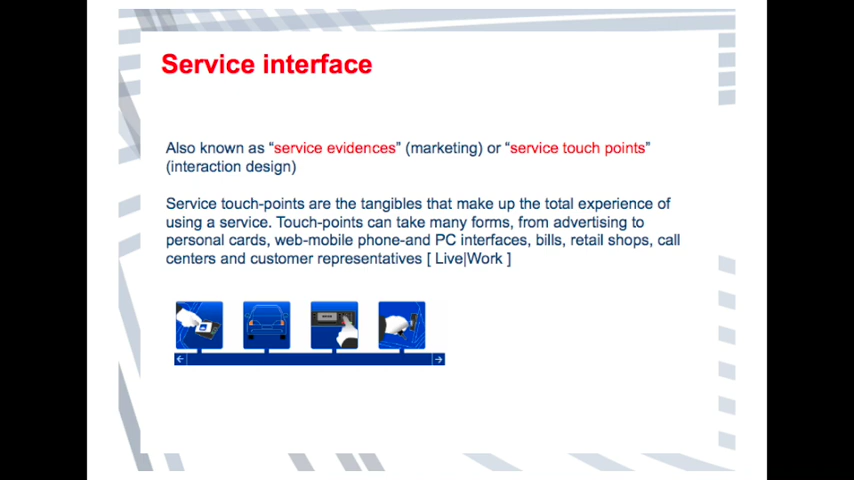 Service interface
Also known as “service evidences” (marketing) or “service touch points”
(interaction design)
Service touch-points are the tangibles that make up the total experience of
using a service. Touch-points can take many forms, from advertising to
personal cards, web-mobile phone-and PC interfaces, bills, retail shops, call
centers and customer representatives [ Live|Work ]